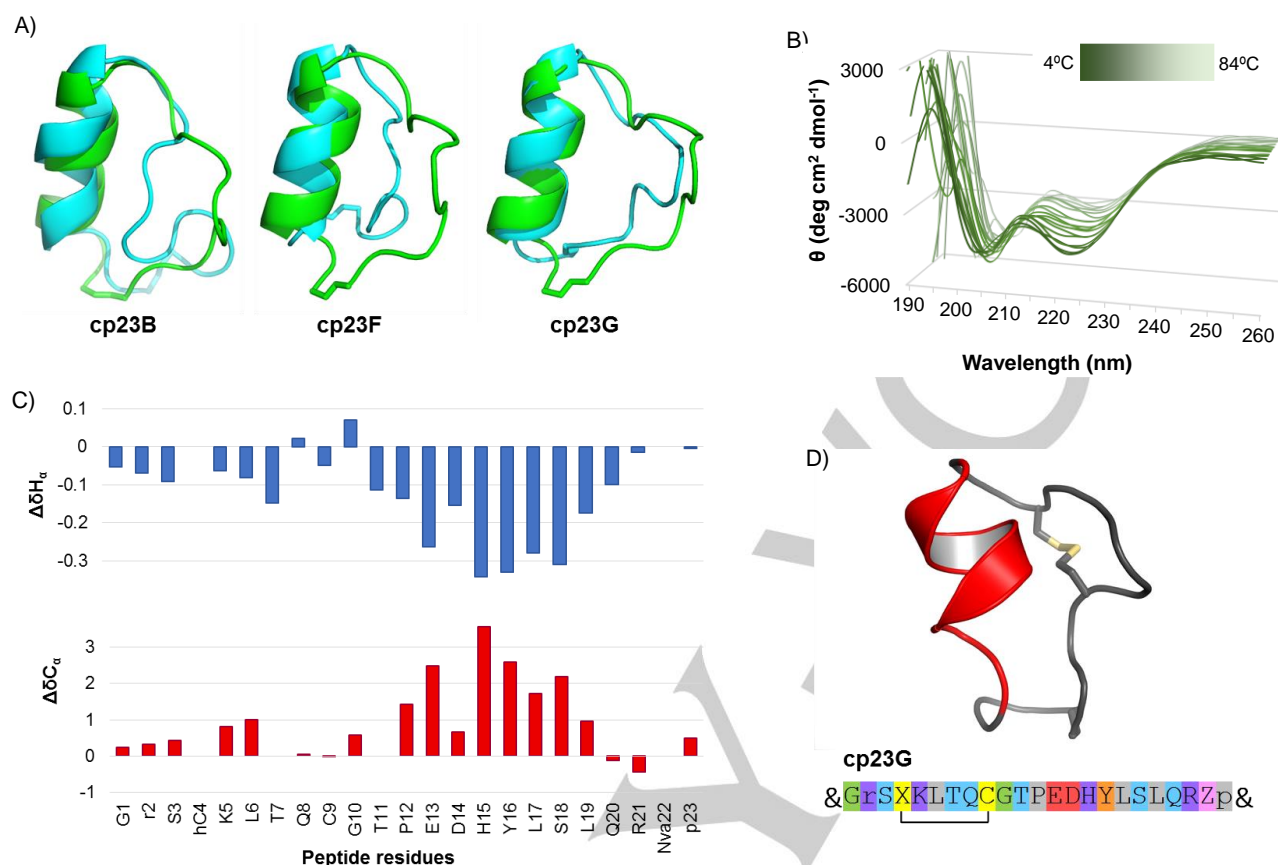 A)
cp23B
cp23F
cp23G
B)
4ºC
84ºC
3000
0
-3000
-6000
θ (deg cm² dmol⁻¹)
190
200
210
220
230
240
250
260
Wavelength (nm)
C)
ΔδHα
0.1
0
-0.1
-0.2
-0.3
ΔδCα
3
2
1
0
-1
G1
r2
S3
hC4
K5
L6
T7
Q8
C9
G10
T11
P12
E13
D14
H15
Y16
L17
S18
L19
Q20
R21
Nva22
p23
Peptide residues
D)
cp23G
&GrSXKLTQCGTPEDHYLSLQRZp&